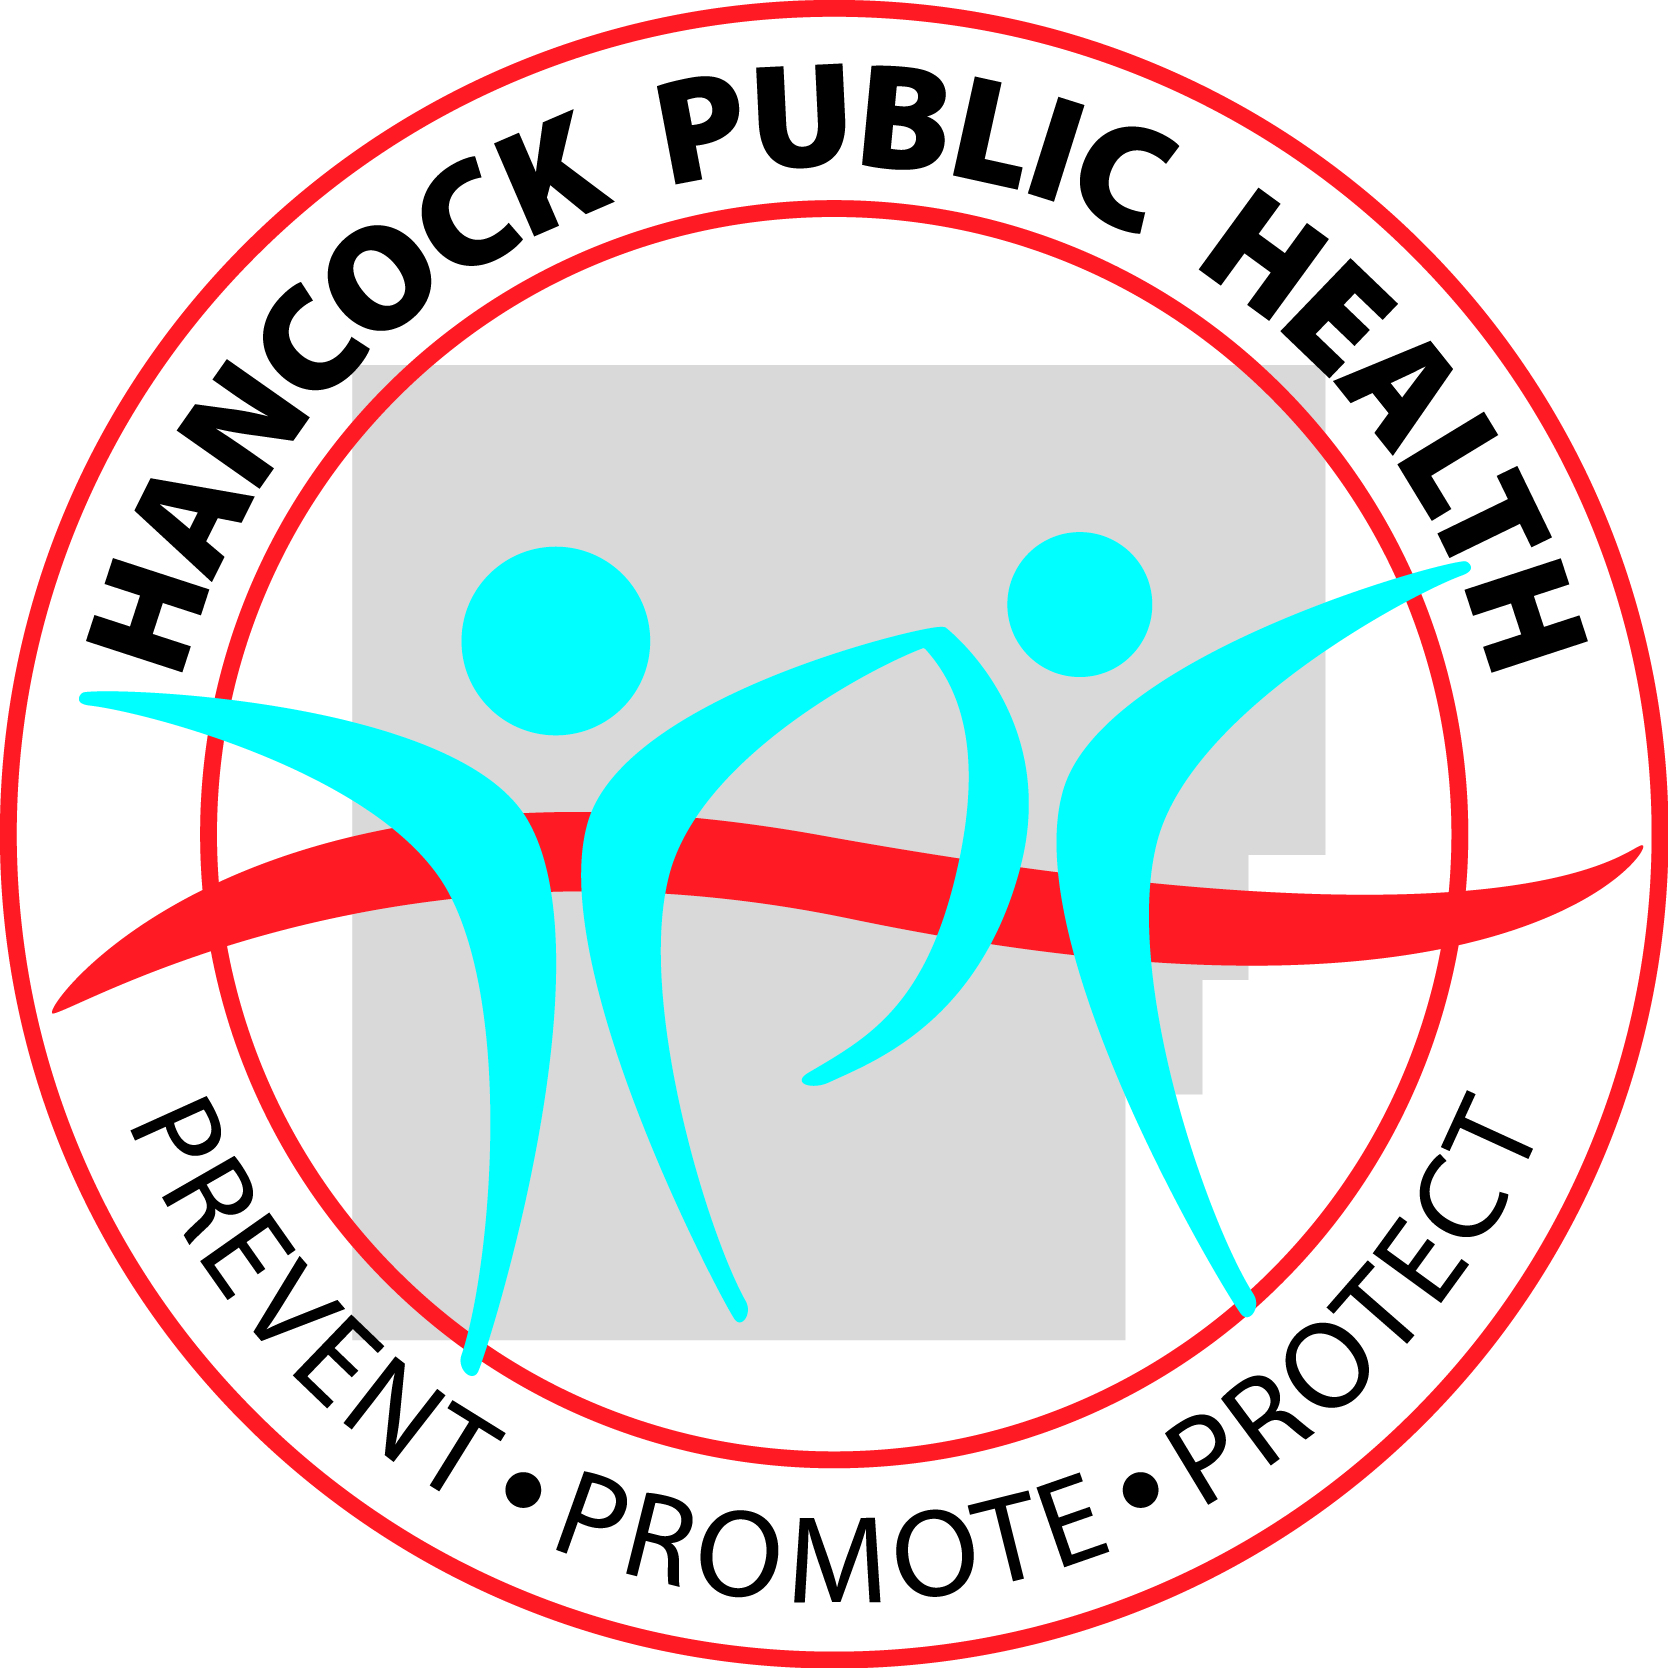 HANCOCK PUBLIC HEALTH
PREVENT • PROMOTE • PROTECT